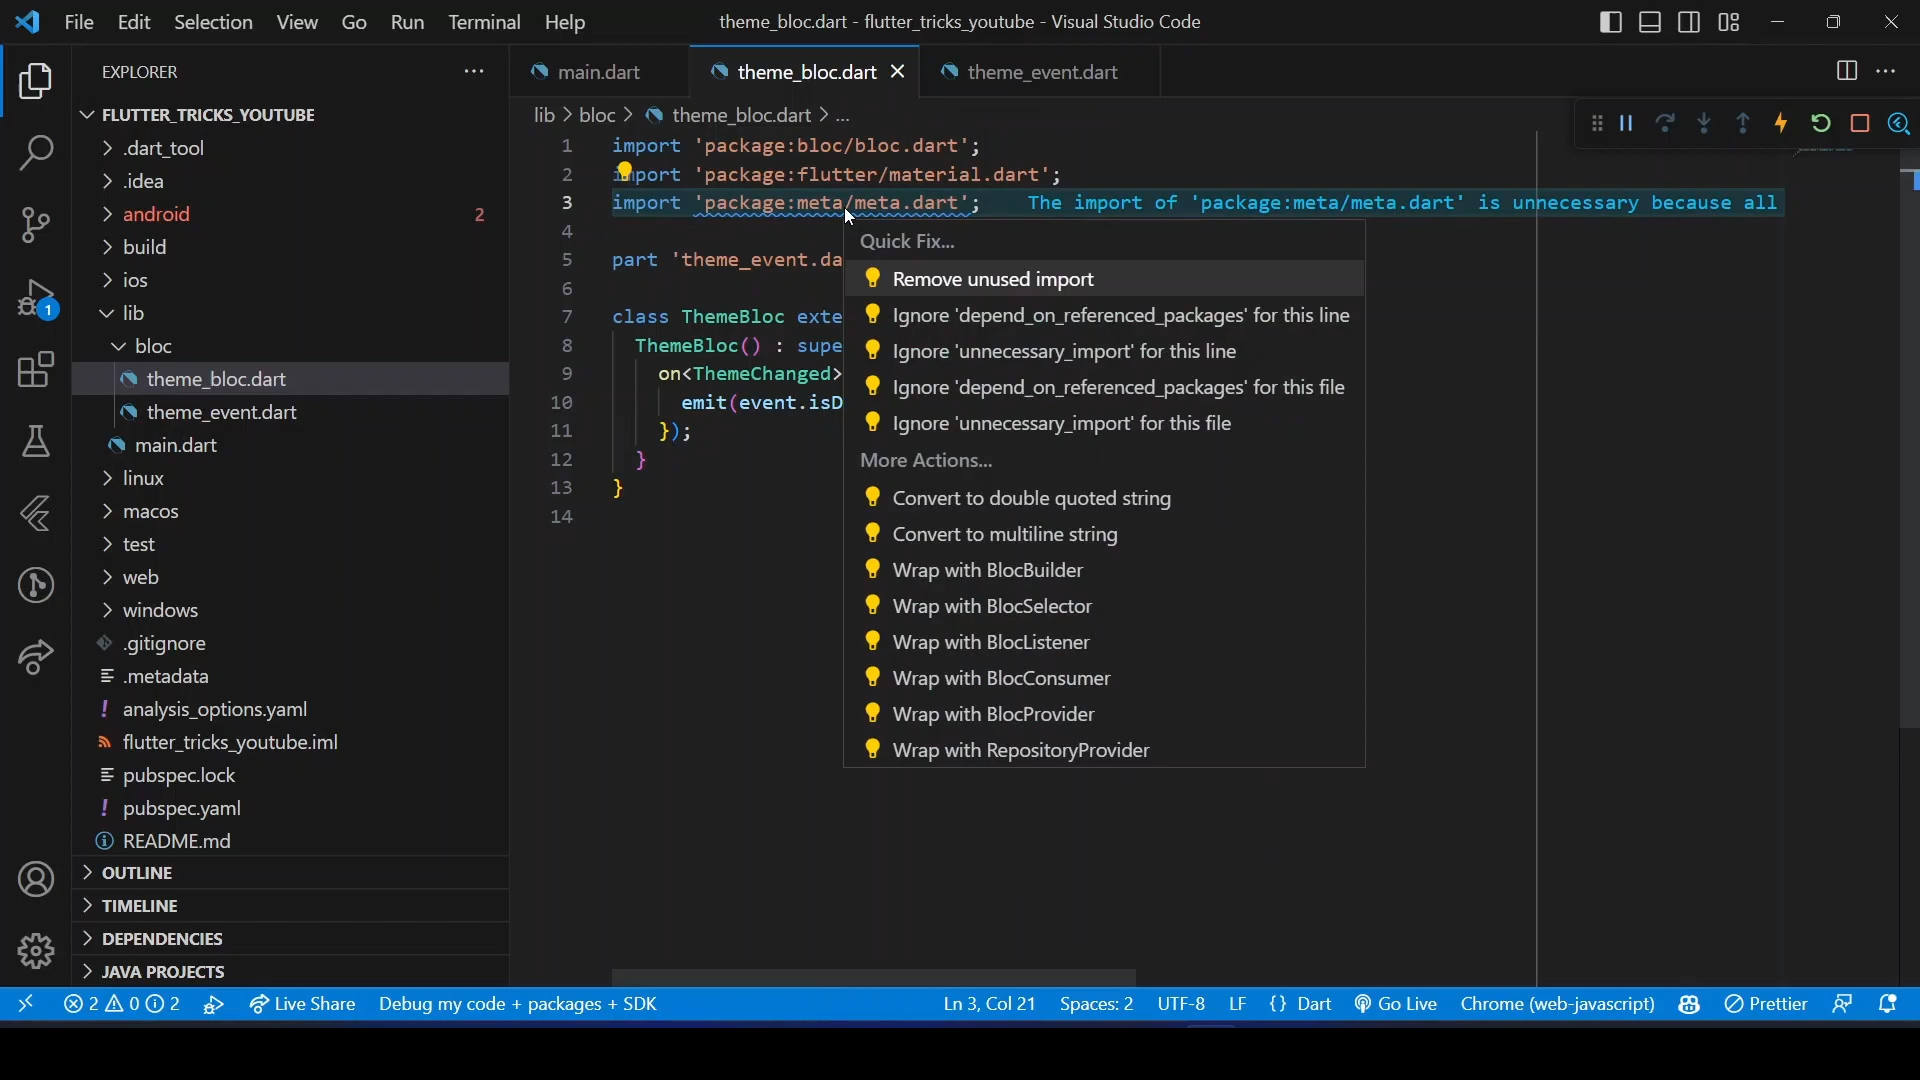 File Edit Selection View Go Run Terminal Help
theme_bloc.dart - flutter_tricks_youtube - Visual Studio Code
EXPLORER
FLUTTER_TRICKS_YOUTUBE
.dart_tool
.idea
android 2
build
ios
lib
bloc
theme_bloc.dart
theme_event.dart
main.dart
linux
macos
test
web
windows
.gitignore
.metadata
analysis_options.yaml
flutter_tricks_youtube.iml
pubspec.lock
pubspec.yaml
README.md
OUTLINE
TIMELINE
DEPENDENCIES
JAVA PROJECTS
1
main.dart theme_bloc.dart theme_event.dart
lib > bloc > theme_bloc.dart > ...
1 import 'package:bloc/bloc.dart';
2 import 'package:flutter/material.dart';
3 import 'package:meta/meta.dart'; The import of 'package:meta/meta.dart' is unnecessary because all
4
5 part 'theme_event.da
6
7 class ThemeBloc exte
8 ThemeBloc() : supe
9 on<ThemeChanged>
10 emit(event.isD
11 });
12 }
13 }
14
Quick Fix...
Remove unused import
Ignore 'depend_on_referenced_packages' for this line
Ignore 'unnecessary_import' for this line
Ignore 'depend_on_referenced_packages' for this file
Ignore 'unnecessary_import' for this file
More Actions...
Convert to double quoted string
Convert to multiline string
Wrap with BlocBuilder
Wrap with BlocSelector
Wrap with BlocListener
Wrap with BlocConsumer
Wrap with BlocProvider
Wrap with RepositoryProvider
2 0 2 Live Share Debug my code + packages + SDK Ln 3, Col 21 Spaces: 2 UTF-8 LF {} Dart Go Live Chrome (web-javascript) Prettier